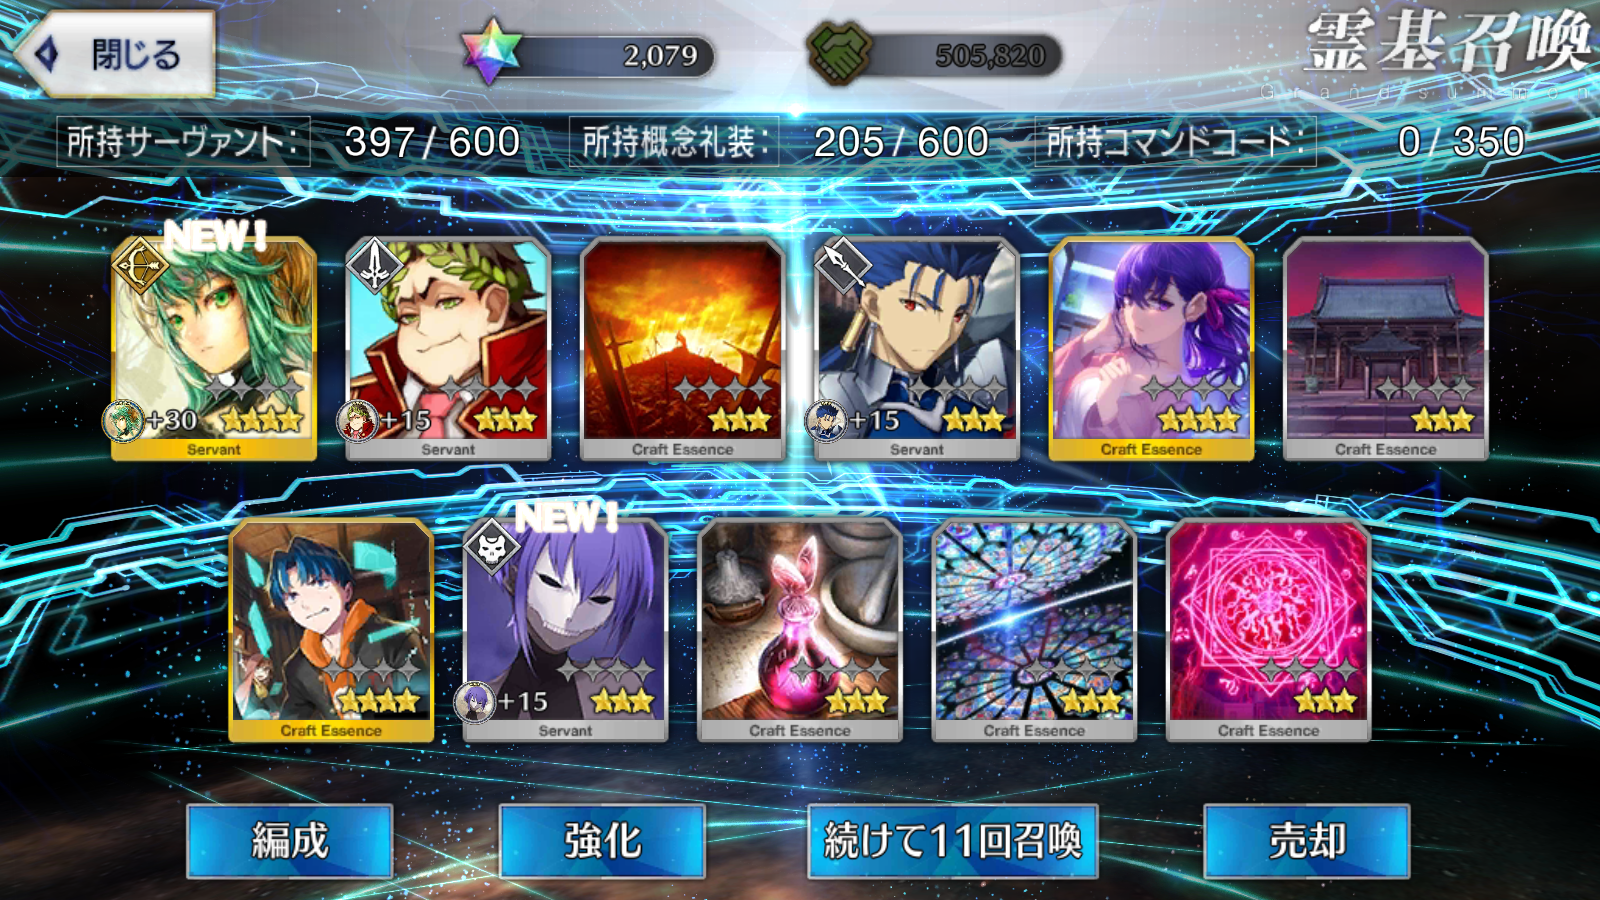 閉じる
2,079
505,820
霊基召喚
Grand summon
所持サーヴァント: 397 / 600
所持概念礼装: 205 / 600
所持コマンドコード: 0 / 350
NEW!
+30
Servant
+15
Servant
Craft Essence
+15
Servant
Craft Essence
Craft Essence
Craft Essence
NEW!
+15
Servant
Craft Essence
Craft Essence
Craft Essence
編成
強化
続けて11回召喚
売却